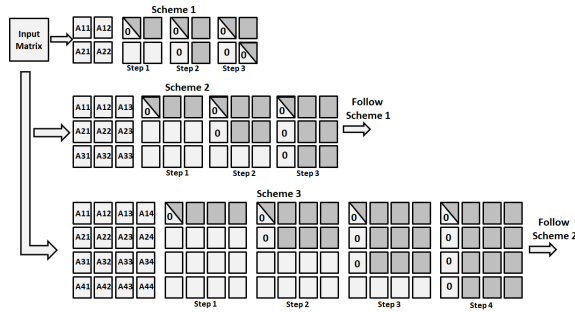 Scheme 1
Input
Matrix
A11 A12 0 0 0
A21 A22 0 0 0
Step 1 Step 2 Step 3
Scheme 2
A11 A12 A13 0 0 0
A21 A22 A23 0 0
A31 A32 A33 0
Step 1 Step 2 Step 3
Follow
Scheme 1
Scheme 3
A11 A12 A13 A14 0 0 0 0
A21 A22 A23 A24 0 0 0
A31 A32 A33 A34 0 0
A41 A42 A43 A44 0
Step 1 Step 2 Step 3 Step 4
Follow
Scheme 2